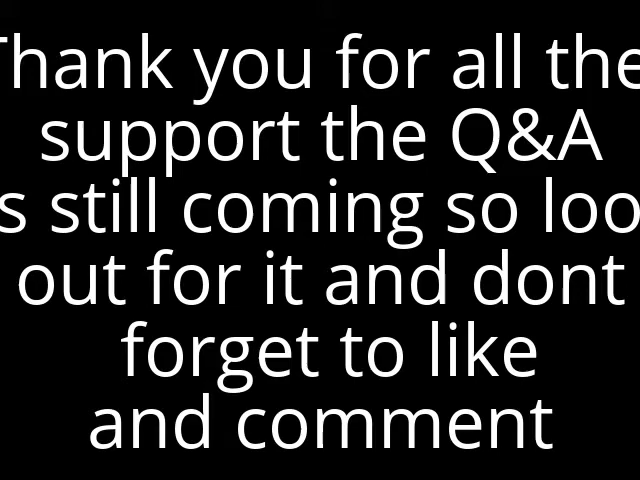 Thank you for all the
support the Q&A
s still coming so loo
out for it and dont
forget to like
and comment